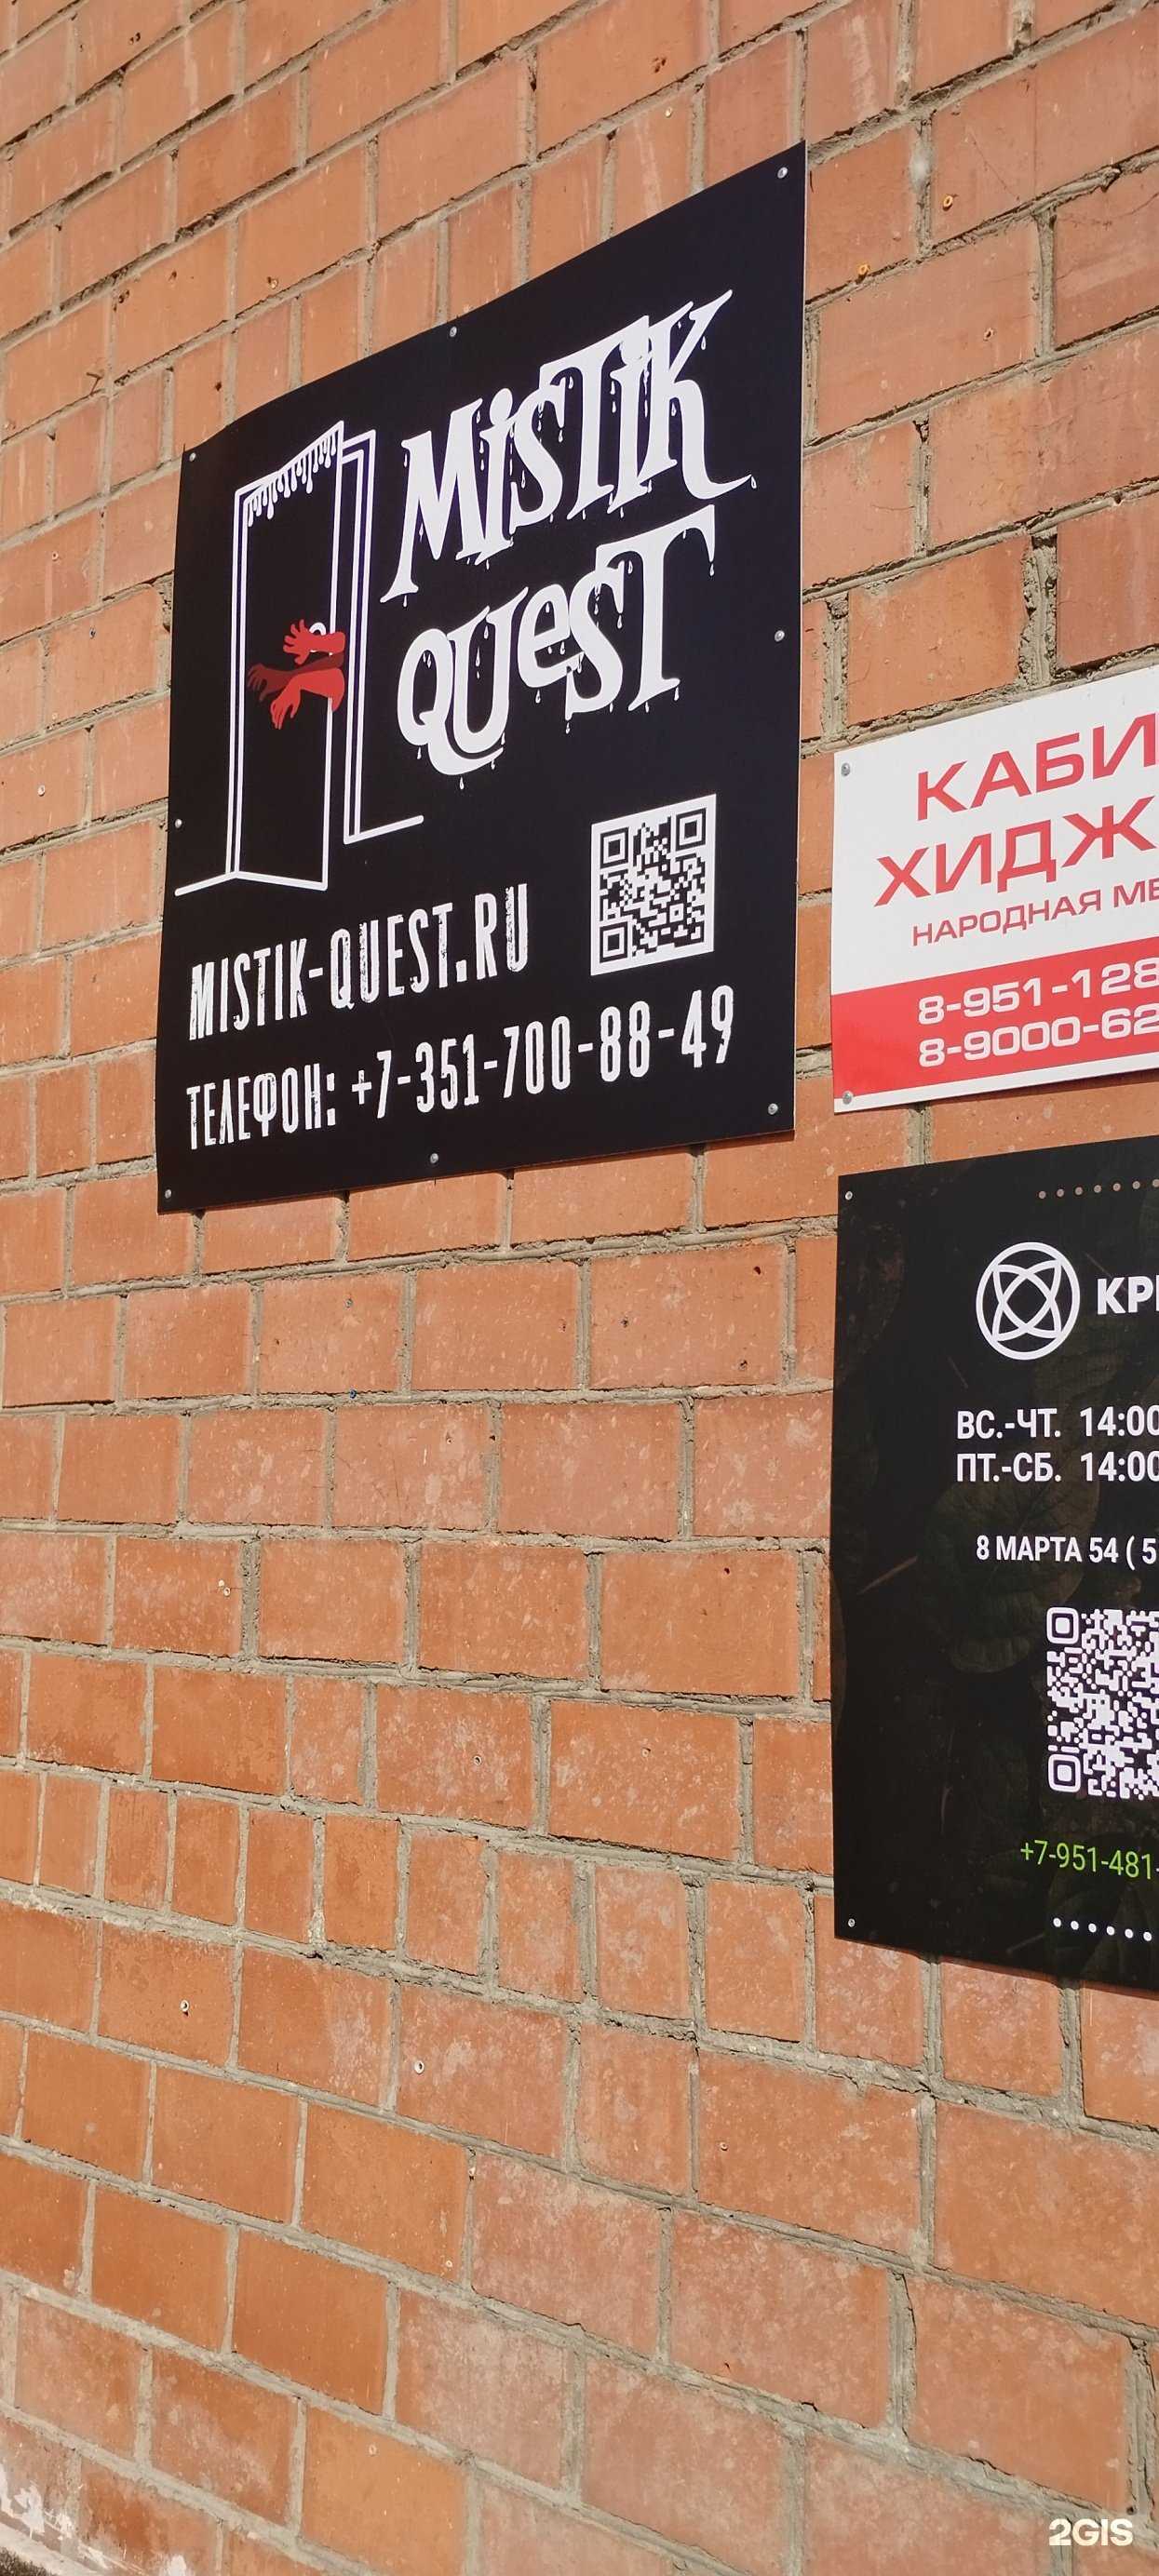 MISTIK
QUEST
MISTIK-QUEST.RU
ТЕЛЕФОН: +7-351-700-88-49
КАБИ
ХИДЖ
НАРОДНАЯ МЕ
8-951-128
8-9000-62
КРИ
ВС.-ЧТ. 14:00
ПТ.-СБ. 14:00
8 МАРТА 54 ( 5
+7-951-481-
2GIS